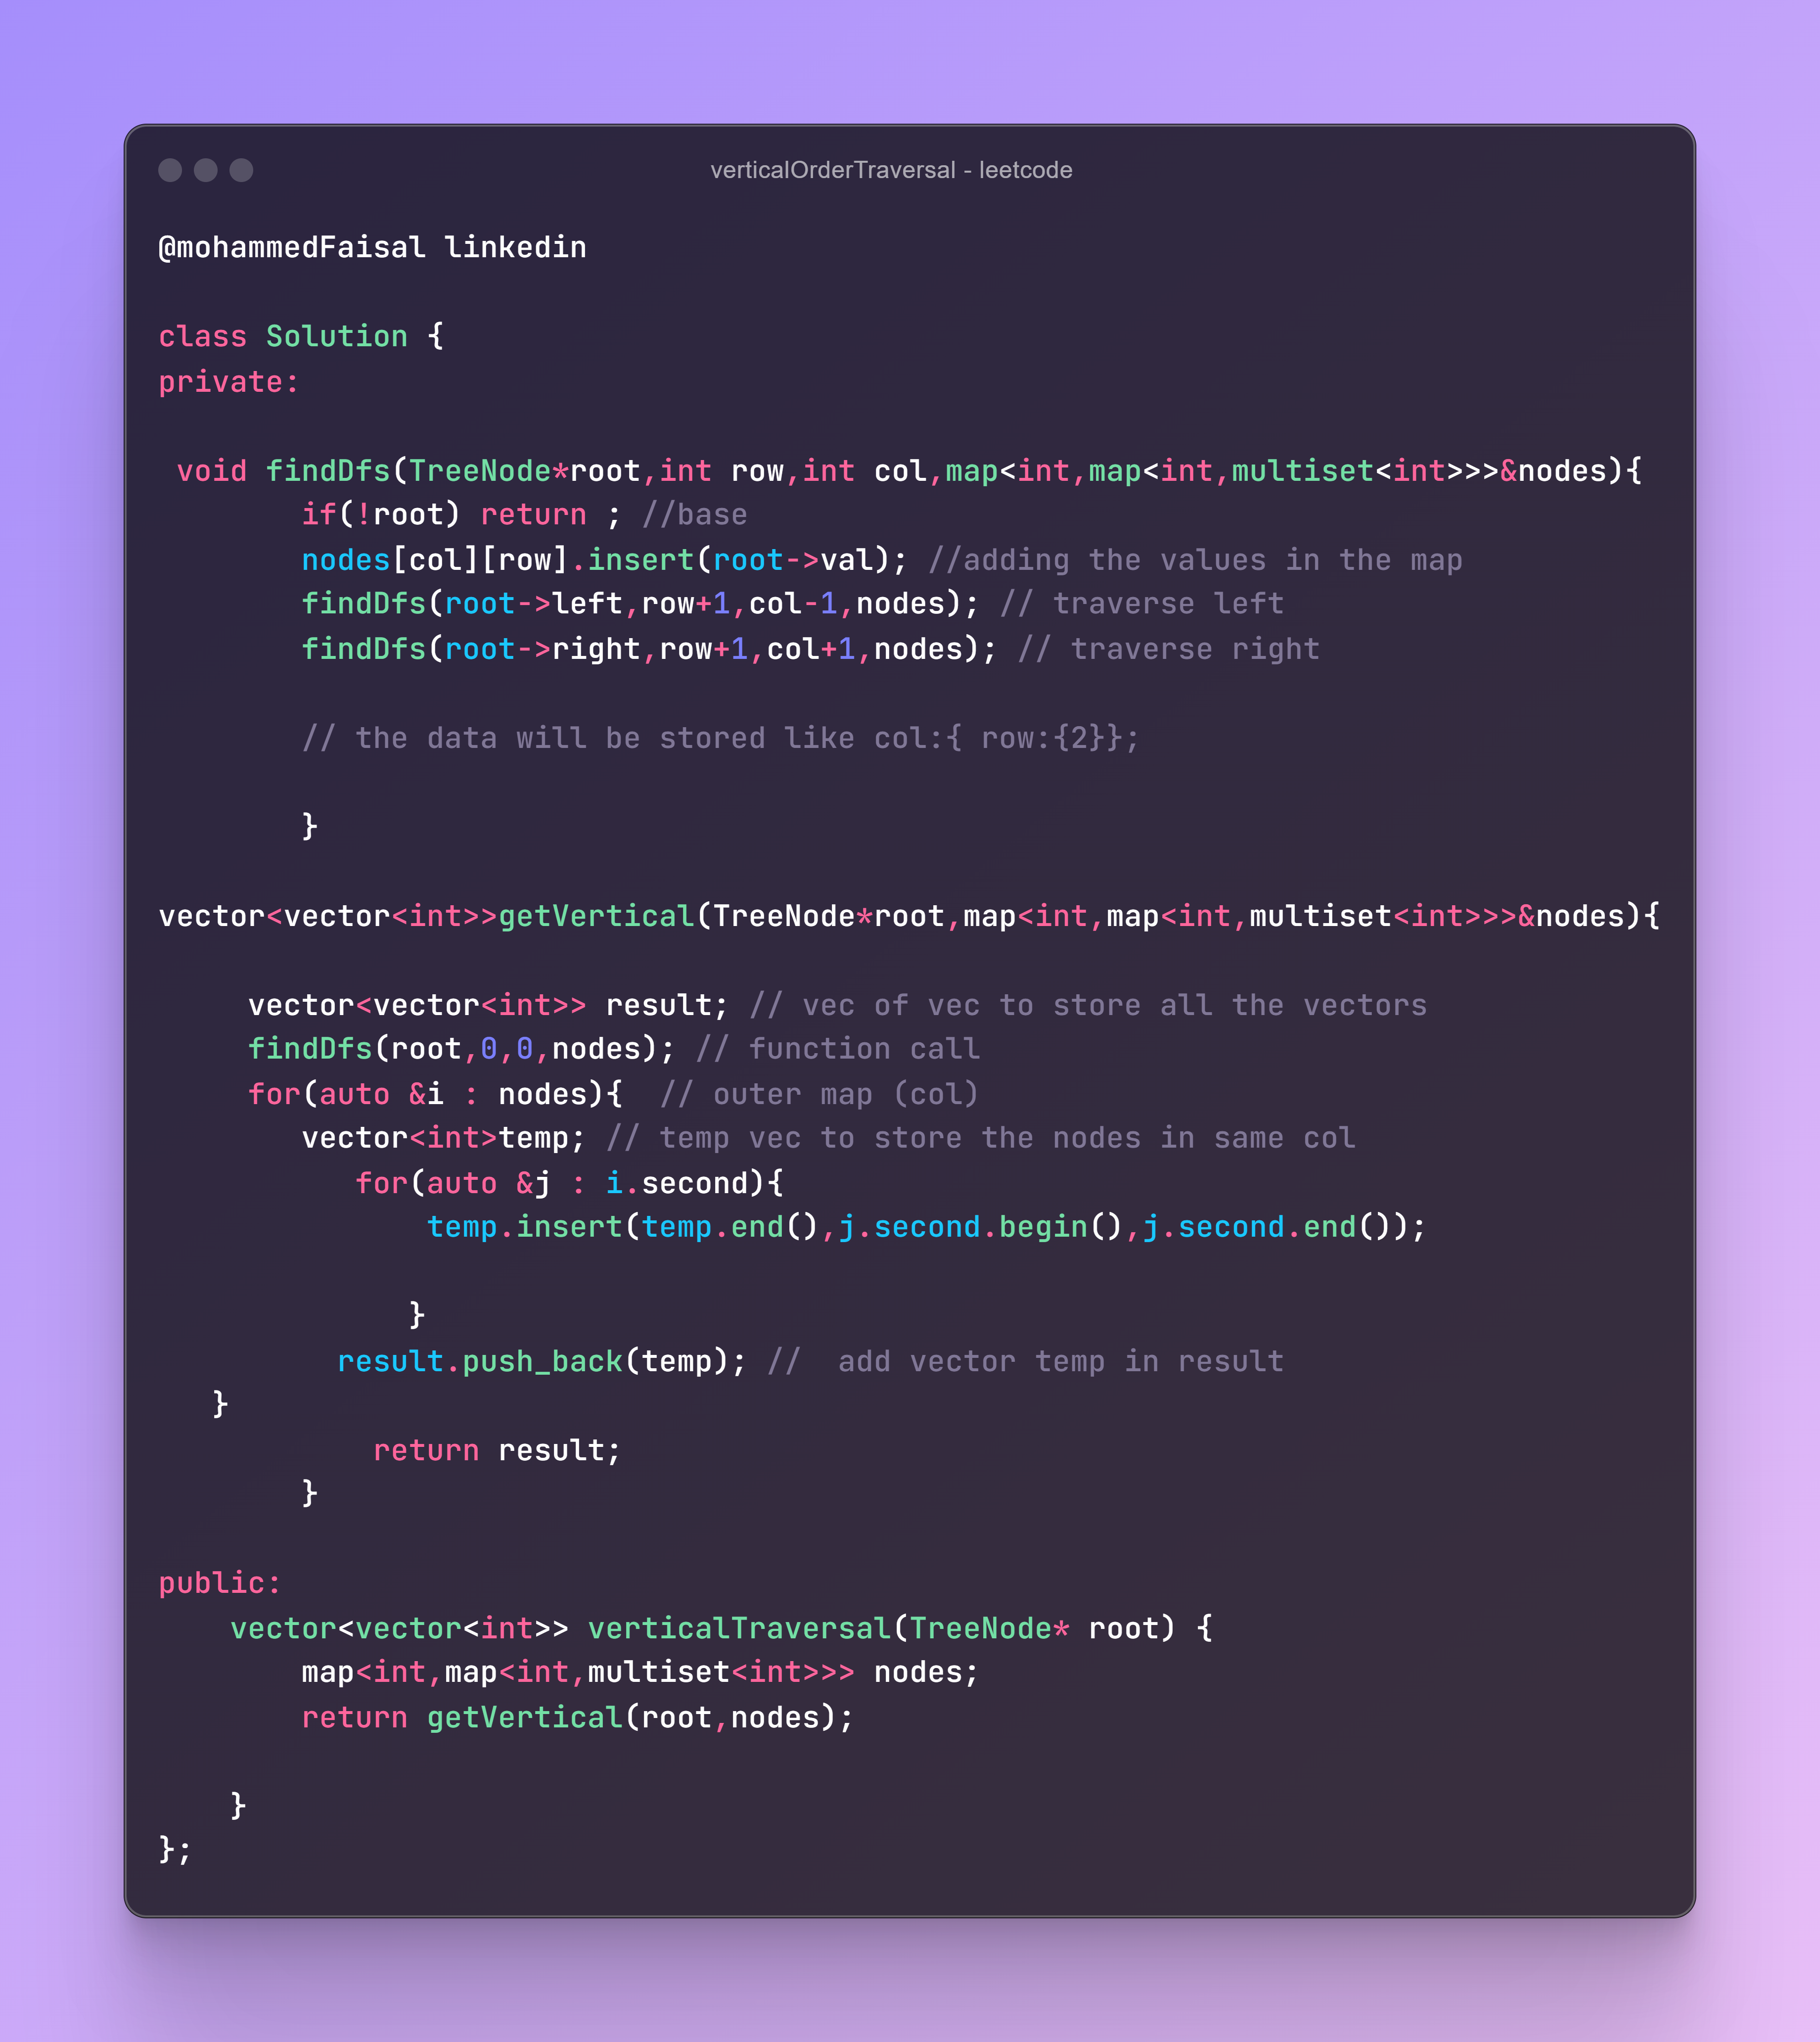 verticalOrderTraversal - leetcode
@mohammedFaisal linkedin
class Solution {
private:
void findDfs(TreeNode*root,int row,int col,map<int,map<int,multiset<int>>>&nodes){
if(!root) return ; //base
nodes[col][row].insert(root->val); //adding the values in the map
findDfs(root->left,row+1,col-1,nodes); // traverse left
findDfs(root->right,row+1,col+1,nodes); // traverse right
// the data will be stored like col:{ row:{2}};
}
vector<vector<int>>getVertical(TreeNode*root,map<int,map<int,multiset<int>>>&nodes){
vector<vector<int>> result; // vec of vec to store all the vectors
findDfs(root,0,0,nodes); // function call
for(auto &i : nodes){  // outer map (col)
vector<int>temp; // temp vec to store the nodes in same col
for(auto &j : i.second){
temp.insert(temp.end(),j.second.begin(),j.second.end());
}
result.push_back(temp); //  add vector temp in result
}
return result;
}
public:
vector<vector<int>> verticalTraversal(TreeNode* root) {
map<int,map<int,multiset<int>>> nodes;
return getVertical(root,nodes);
}
};